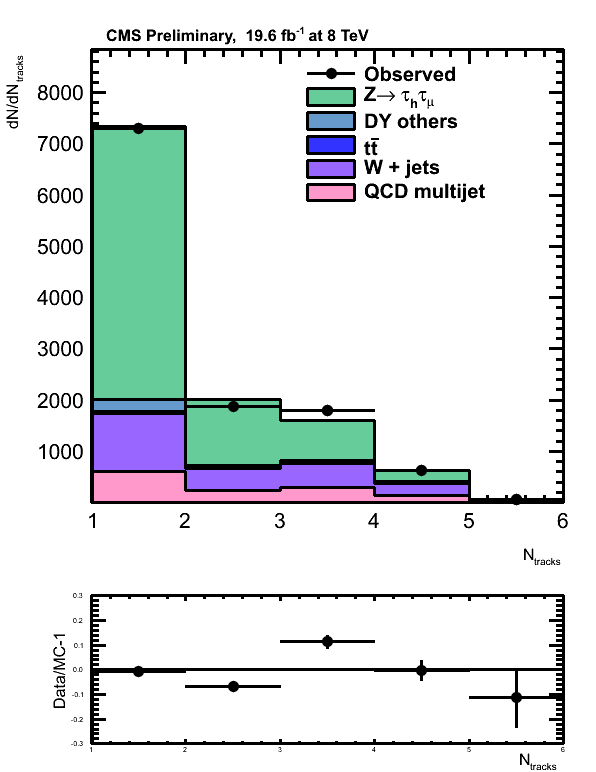 CMS Preliminary, 19.6 fb⁻¹ at 8 TeV
dN/dN_tracks
8000
7000
6000
5000
4000
3000
2000
1000
Observed
Z→ τ_hτ_μ
DY others
tt̄
W + jets
QCD multijet
1 2 3 4 5 6
N_tracks
Data/MC-1
0.3
0.2
0.1
0.0
-0.1
-0.2
-0.3
1 2 3 4 5 6
N_tracks